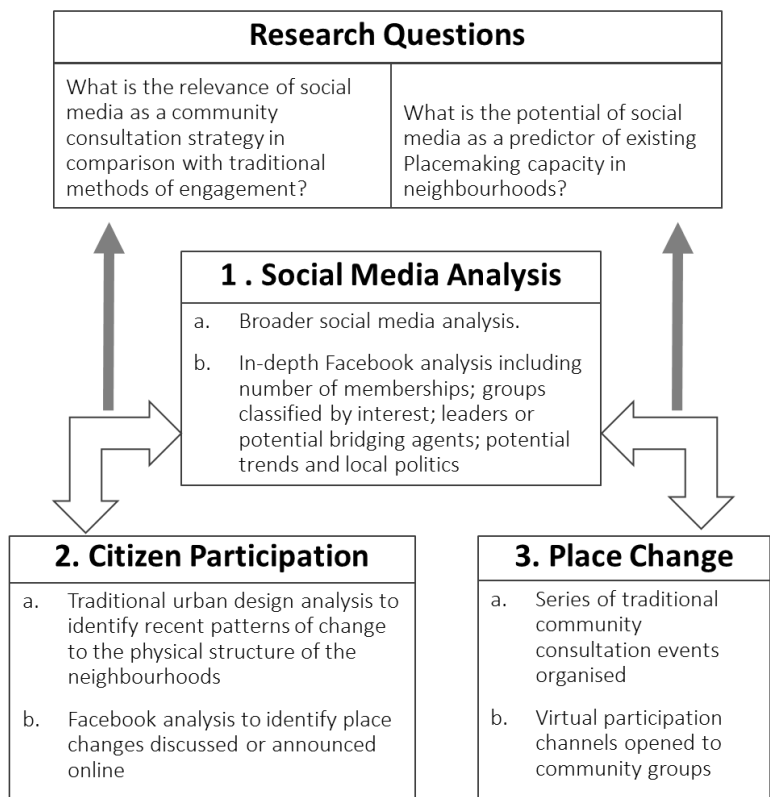 Research Questions
What is the relevance of social
media as a community
consultation strategy in
comparison with traditional
methods of engagement?
What is the potential of social
media as a predictor of existing
Placemaking capacity in
neighbourhoods?
1 . Social Media Analysis
a. Broader social media analysis.
b. In-depth Facebook analysis including
number of memberships; groups
classified by interest; leaders or
potential bridging agents; potential
trends and local politics
2. Citizen Participation
a. Traditional urban design analysis to
identify recent patterns of change
to the physical structure of the
neighbourhoods
b. Facebook analysis to identify place
changes discussed or announced
online
3. Place Change
a. Series of traditional
community
consultation events
organised
b. Virtual participation
channels opened to
community groups